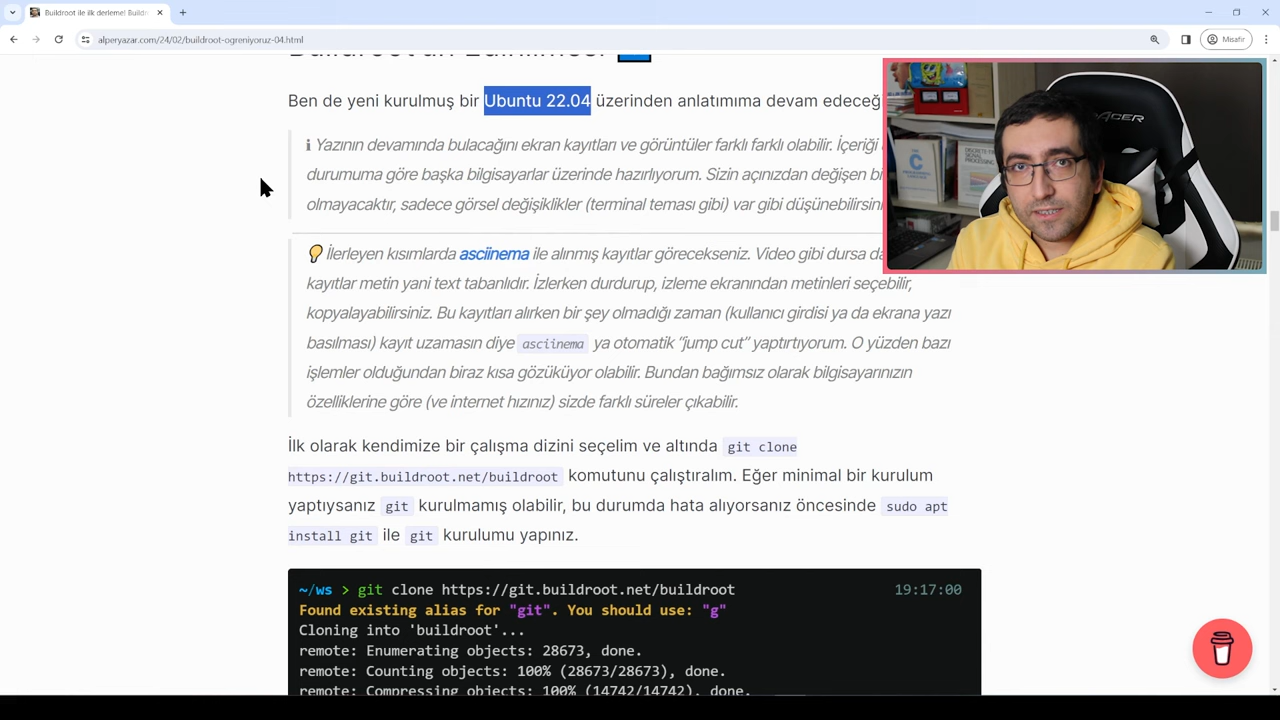 Buildroot ile ilk derleme! Buildr
alperyazar.com/24/02/buildroot-ogreniyoruz-04.html
Misafir
Ben de yeni kurulmuş bir Ubuntu 22.04 üzerinden anlatımıma devam edeceğ
ℹ Yazının devamında bulacağını ekran kayıtları ve görüntüler farklı farklı olabilir. İçeriği
durumuma göre başka bilgisayarlar üzerinde hazırlıyorum. Sizin açınızdan değişen bi
olmayacaktır, sadece görsel değişiklikler (terminal teması gibi) var gibi düşünebilirsini
💡 İlerleyen kısımlarda asciinema ile alınmış kayıtlar görecekseniz. Video gibi dursa da
kayıtlar metin yani text tabanlıdır. İzlerken durdurup, izleme ekranından metinleri seçebilir,
kopyalayabilirsiniz. Bu kayıtları alırken bir şey olmadığı zaman (kullanıcı girdisi ya da ekrana yazı
basılması) kayıt uzamasın diye asciinema ya otomatik “jump cut” yaptırtıyorum. O yüzden bazı
işlemler olduğundan biraz kısa gözüküyor olabilir. Bundan bağımsız olarak bilgisayarınızın
özelliklerine göre (ve internet hızınız) sizde farklı süreler çıkabilir.
İlk olarak kendimize bir çalışma dizini seçelim ve altında git clone
https://git.buildroot.net/buildroot komutunu çalıştıralım. Eğer minimal bir kurulum
yaptıysanız git kurulmamış olabilir, bu durumda hata alıyorsanız öncesinde sudo apt
install git ile git kurulumu yapınız.
~/ws > git clone https://git.buildroot.net/buildroot 19:17:00
Found existing alias for "git". You should use: "g"
Cloning into 'buildroot'...
remote: Enumerating objects: 28673, done.
remote: Counting objects: 100% (28673/28673), done.
remote: Compressing objects: 100% (14742/14742), done.